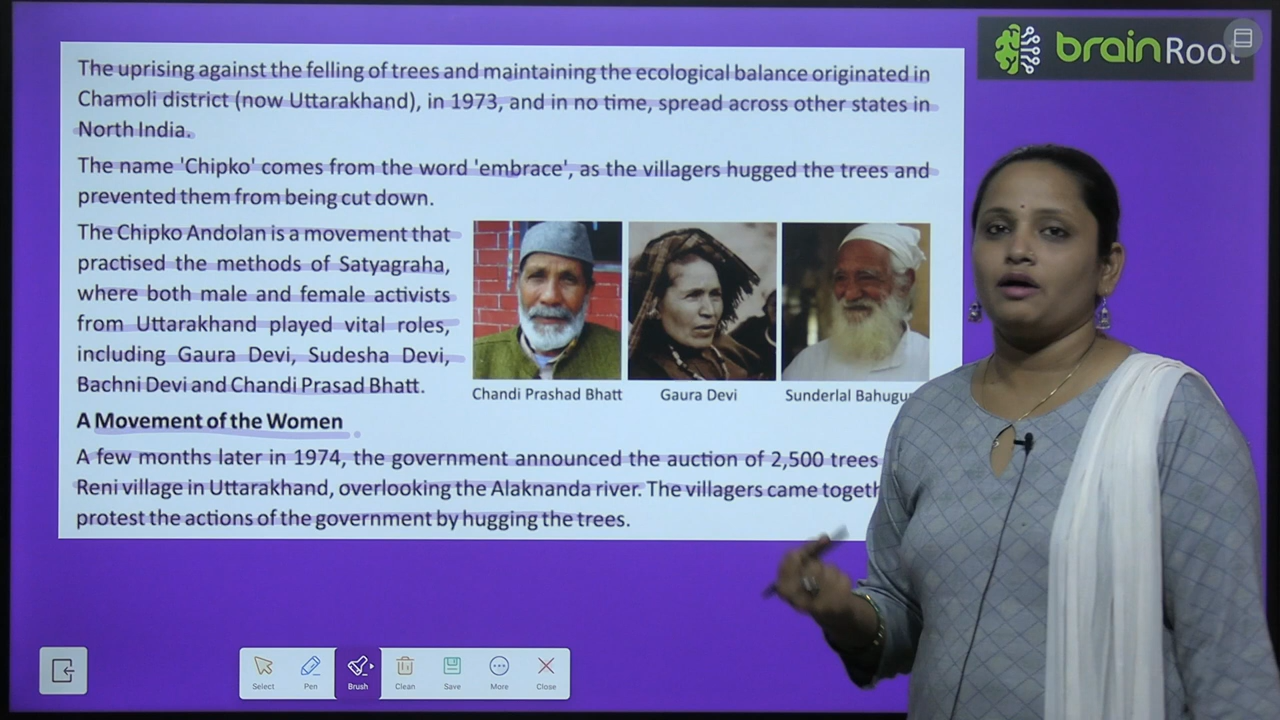 brainRoot
The uprising against the felling of trees and maintaining the ecological balance originated in
Chamoli district (now Uttarakhand), in 1973, and in no time, spread across other states in
North India.
The name 'Chipko' comes from the word 'embrace', as the villagers hugged the trees and
prevented them from being cut down.
The Chipko Andolan is a movement that
practised the methods of Satyagraha,
where both male and female activists
from Uttarakhand played vital roles,
including Gaura Devi, Sudesha Devi,
Bachni Devi and Chandi Prasad Bhatt.
Chandi Prashad Bhatt
Gaura Devi
Sunderlal
A Movement of the Women
A few months later in 1974, the government announced the auction of 2,500 trees
Reni village in Uttarakhand, overlooking the Alaknanda river. The villagers came
protest the actions of the government by hugging the trees.
Select
Pen
Brush
Clean
Save
More
Close